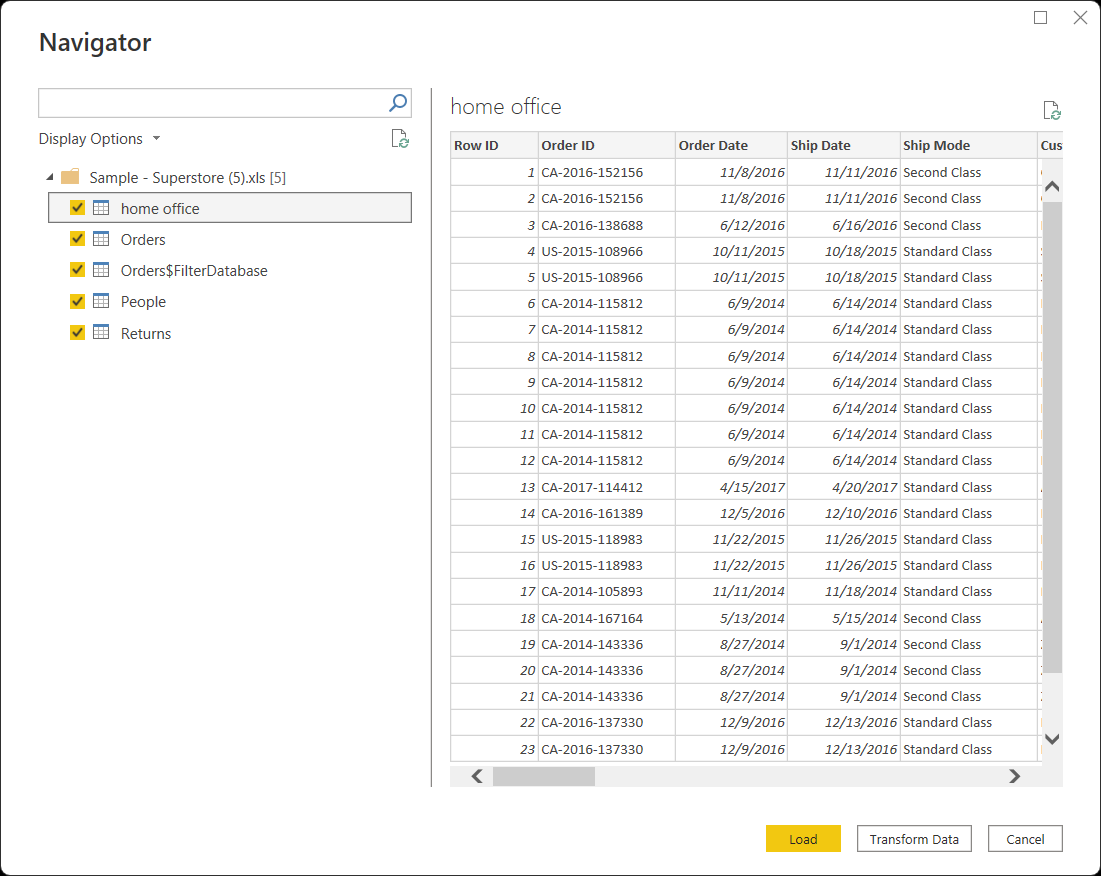 Navigator
Display Options
Sample - Superstore (5).xls [5]
home office
Orders
Orders$FilterDatabase
People
Returns
home office
Row ID Order ID Order Date Ship Date Ship Mode Cus
1 CA-2016-152156 11/8/2016 11/11/2016 Second Class
2 CA-2016-152156 11/8/2016 11/11/2016 Second Class
3 CA-2016-138688 6/12/2016 6/16/2016 Second Class
4 US-2015-108966 10/11/2015 10/18/2015 Standard Class
5 US-2015-108966 10/11/2015 10/18/2015 Standard Class
6 CA-2014-115812 6/9/2014 6/14/2014 Standard Class
7 CA-2014-115812 6/9/2014 6/14/2014 Standard Class
8 CA-2014-115812 6/9/2014 6/14/2014 Standard Class
9 CA-2014-115812 6/9/2014 6/14/2014 Standard Class
10 CA-2014-115812 6/9/2014 6/14/2014 Standard Class
11 CA-2014-115812 6/9/2014 6/14/2014 Standard Class
12 CA-2014-115812 6/9/2014 6/14/2014 Standard Class
13 CA-2017-114412 4/15/2017 4/20/2017 Standard Class
14 CA-2016-161389 12/5/2016 12/10/2016 Standard Class
15 US-2015-118983 11/22/2015 11/26/2015 Standard Class
16 US-2015-118983 11/22/2015 11/26/2015 Standard Class
17 CA-2014-105893 11/11/2014 11/18/2014 Standard Class
18 CA-2014-167164 5/13/2014 5/15/2014 Second Class
19 CA-2014-143336 8/27/2014 9/1/2014 Second Class
20 CA-2014-143336 8/27/2014 9/1/2014 Second Class
21 CA-2014-143336 8/27/2014 9/1/2014 Second Class
22 CA-2016-137330 12/9/2016 12/13/2016 Standard Class
23 CA-2016-137330 12/9/2016 12/13/2016 Standard Class
Load Transform Data Cancel